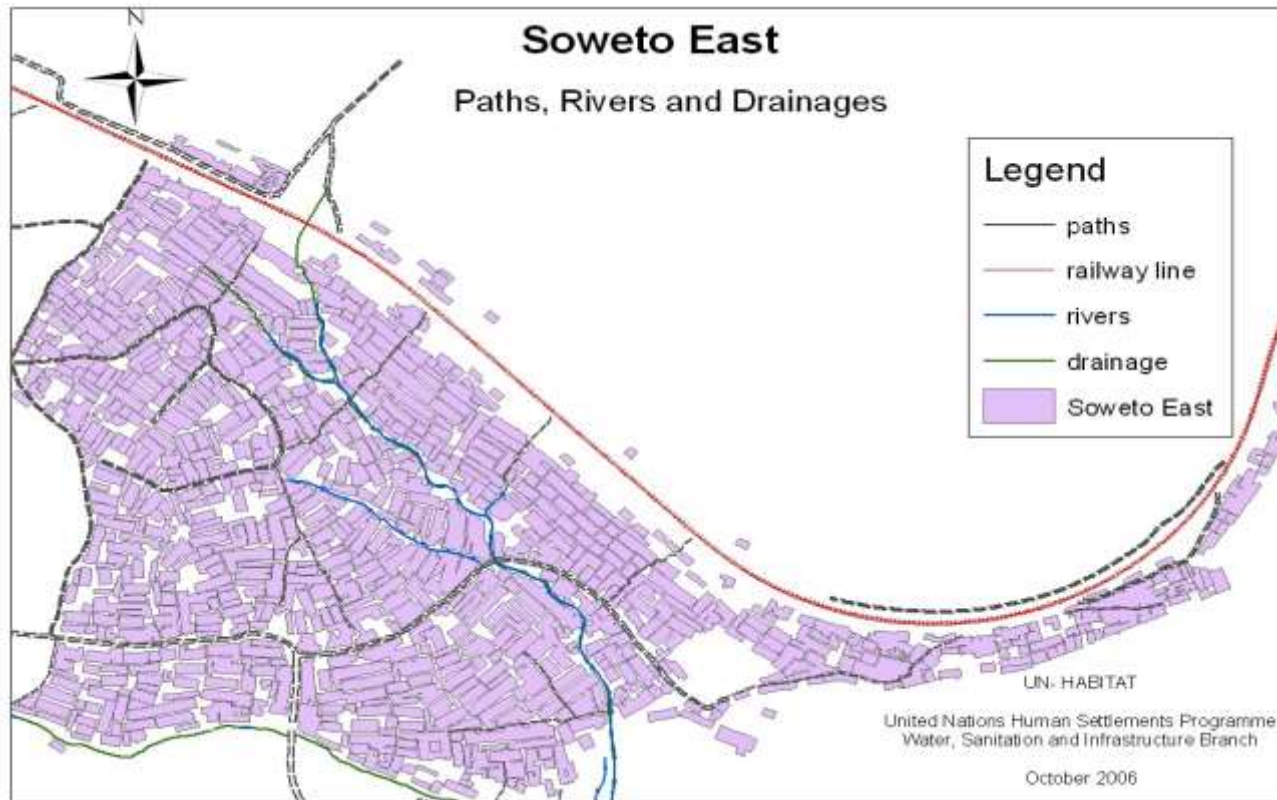 N
Soweto East
Paths, Rivers and Drainages
Legend
paths
railway line
rivers
drainage
Soweto East
UN- HABITAT
United Nations Human Settlements Programme
Water, Sanitation and Infrastructure Branch
October 2006